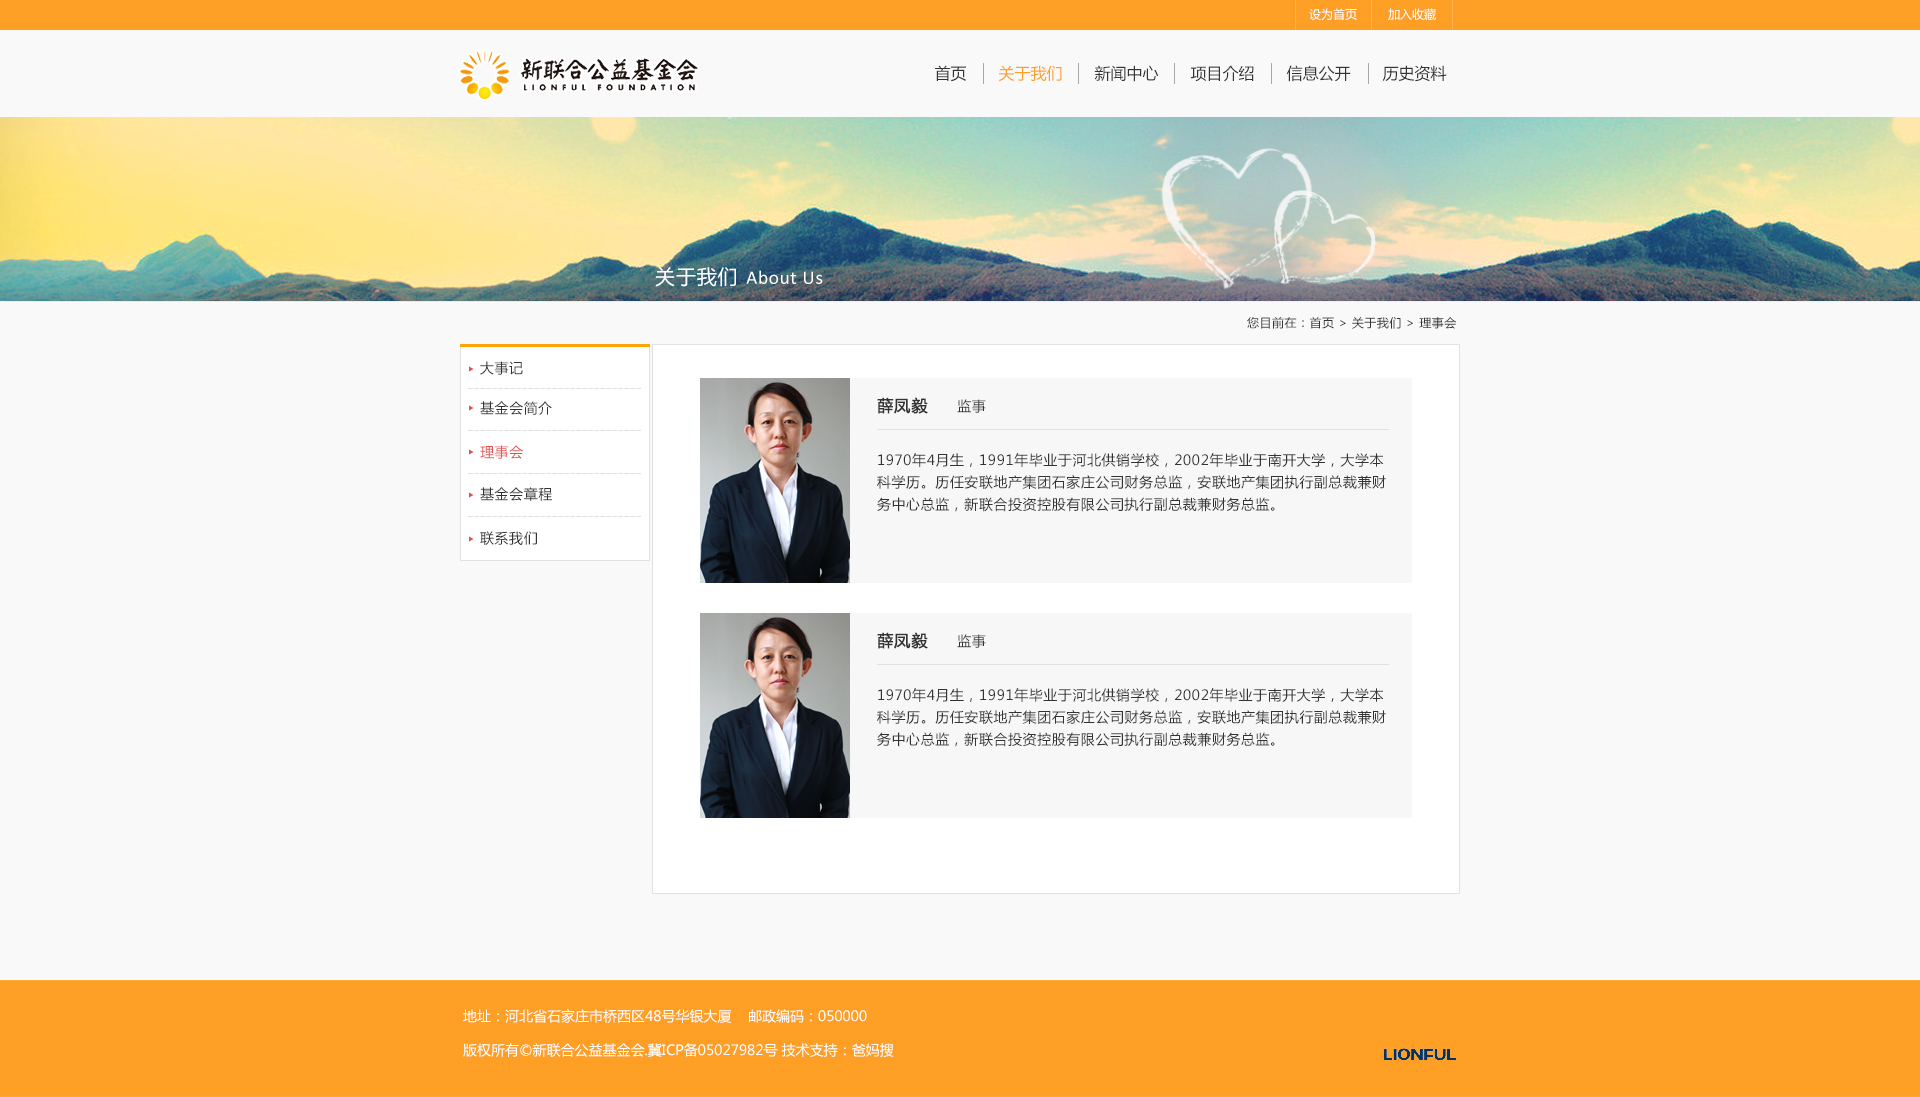 设为首页 加入收藏
新联合公益基金会
LIONFUL FOUNDATION
首页 关于我们 新闻中心 项目介绍 信息公开 历史资料
关于我们 About Us
您目前在：首页 > 关于我们 > 理事会
大事记
基金会简介
理事会
基金会章程
联系我们
薛凤毅 监事
1970年4月生，1991年毕业于河北供销学校，2002年毕业于南开大学，大学本
科学历。历任安联地产集团石家庄公司财务总监，安联地产集团执行副总裁兼财
务中心总监，新联合投资控股有限公司执行副总裁兼财务总监。
薛凤毅 监事
1970年4月生，1991年毕业于河北供销学校，2002年毕业于南开大学，大学本
科学历。历任安联地产集团石家庄公司财务总监，安联地产集团执行副总裁兼财
务中心总监，新联合投资控股有限公司执行副总裁兼财务总监。
地址：河北省石家庄市桥西区48号华银大厦 邮政编码：050000
版权所有©新联合公益基金会.冀ICP备05027982号 技术支持：爸妈搜
LIONFUL